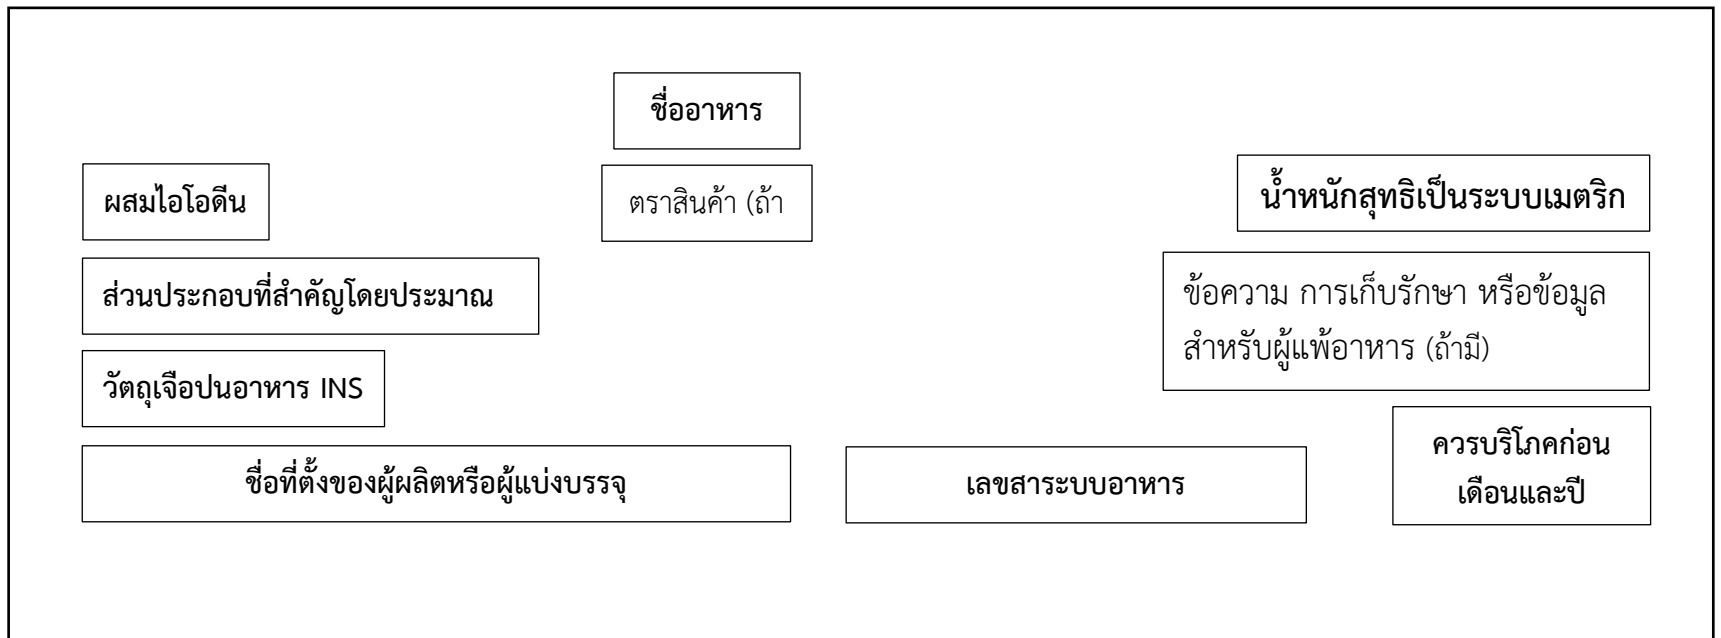 ชื่ออาหาร
ผสมไอโอดีน
ตราสินค้า (ถ้า
น้ำหนักสุทธิเป็นระบบเมตริก
ส่วนประกอบที่สำคัญโดยประมาณ
ข้อความ การเก็บรักษา หรือข้อมูล
สำหรับผู้แพ้อาหาร (ถ้ามี)
วัตถุเจือปนอาหาร INS
ชื่อที่ตั้งของผู้ผลิตหรือผู้แบ่งบรรจุ
เลขสาระบบอาหาร
ควรบริโภคก่อน
เดือนและปี